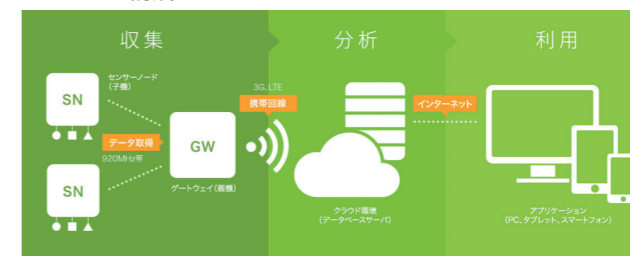 収集
分析
利用
センサーノード
(子機)
SN
データ取得
920MHz帯
SN
GW
ゲートウェイ(親機)
3G, LTE
携帯回線
クラウド環境
(データベースサーバ)
インターネット
アプリケーション
(PC、タブレット、スマートフォン)